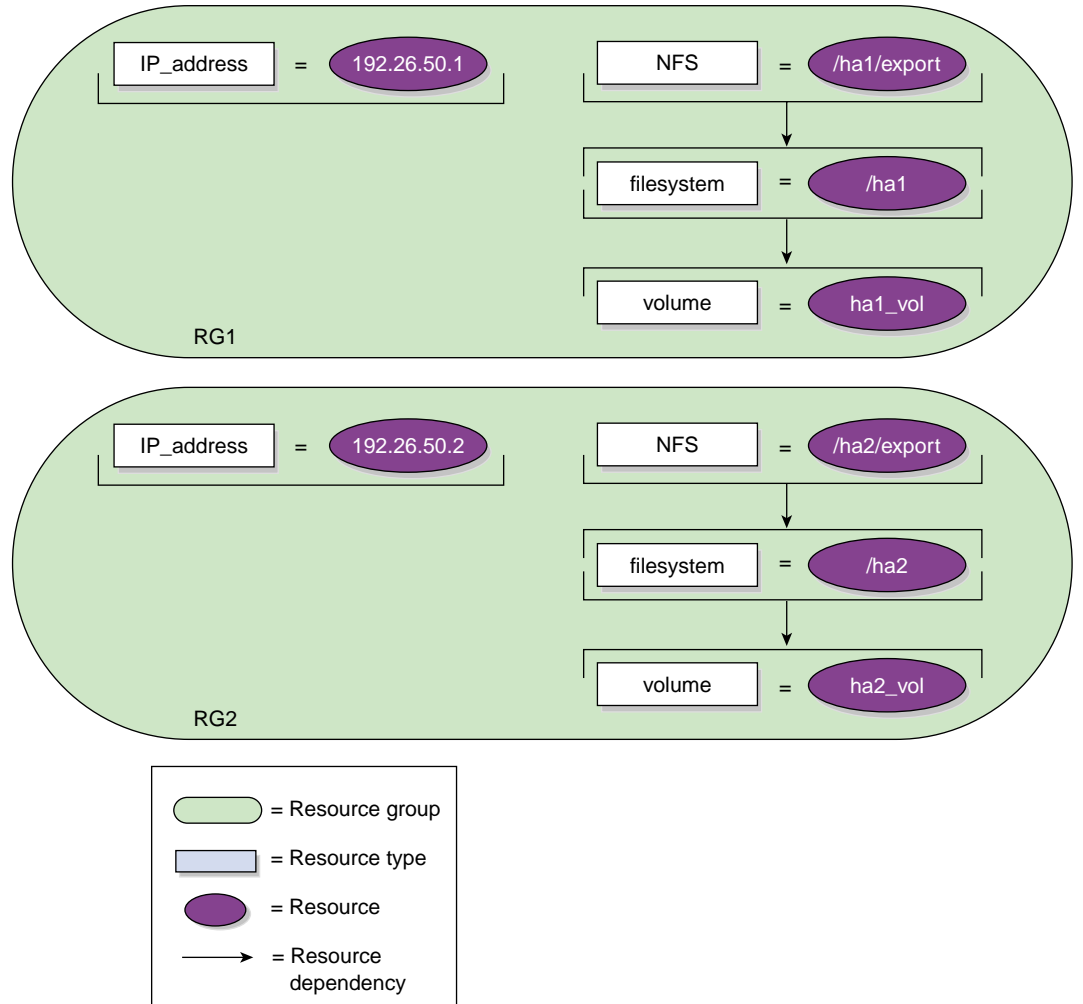 IP_address = 192.26.50.1
NFS = /ha1/export
filesystem = /ha1
volume = ha1_vol
RG1
IP_address = 192.26.50.2
NFS = /ha2/export
filesystem = /ha2
volume = ha2_vol
RG2
= Resource group
= Resource type
= Resource
= Resource
dependency